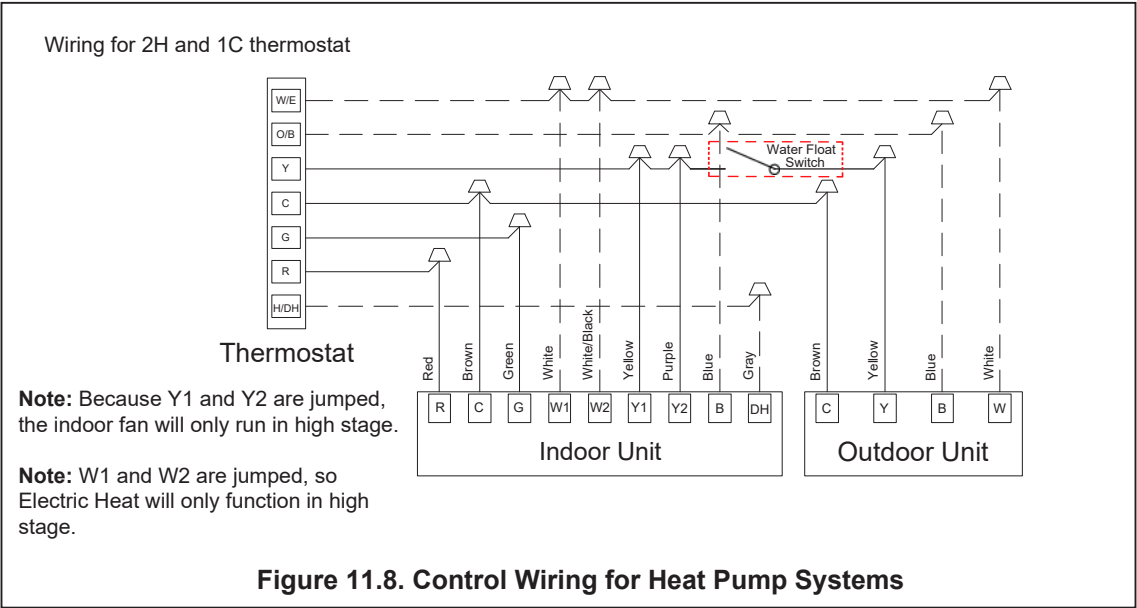 Wiring for 2H and 1C thermostat
W/E
O/B
Y
C
G
R
H/DH
Water Float
Switch
Thermostat
Red
Brown
Green
White
White/Black
Yellow
Purple
Blue
Gray
Brown
Yellow
Blue
White
R C G W1 W2 Y1 Y2 B DH
C Y B W
Indoor Unit
Outdoor Unit
Note: Because Y1 and Y2 are jumped,
the indoor fan will only run in high stage.
Note: W1 and W2 are jumped, so
Electric Heat will only function in high
stage.
Figure 11.8. Control Wiring for Heat Pump Systems